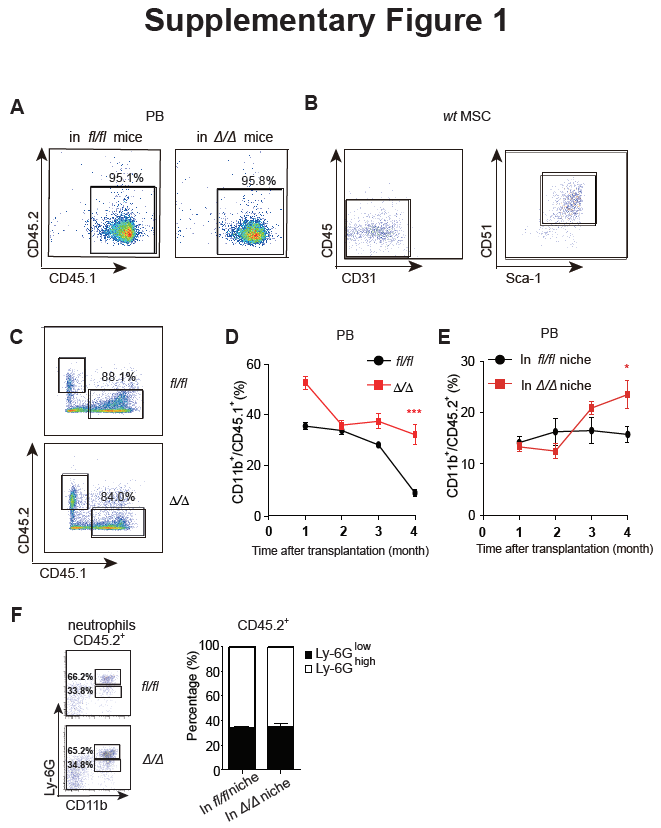 Supplementary Figure 1
A
PB
in fl/fl mice
in Δ/Δ mice
95.1%
95.8%
CD45.2
CD45.1
B
wt MSC
CD45
CD31
CD51
Sca-1
C
88.1%
fl/fl
84.0%
Δ/Δ
CD45.2
CD45.1
D
PB
fl/fl
Δ/Δ
CD11b+/CD45.1+ (%)
60
40
20
0
***
0 1 2 3 4
Time after transplantation (month)
E
PB
In fl/fl niche
In Δ/Δ niche
CD11b+/CD45.2+ (%)
30
20
10
0
*
0 1 2 3 4
Time after transplantation (month)
F
neutrophils
CD45.2+
66.2%
33.8%
fl/fl
65.2%
34.8%
Δ/Δ
Ly-6G
CD11b
CD45.2+
Percentage (%)
100
80
60
40
20
0
Ly-6G low
Ly-6G high
In fl/fl niche
In Δ/Δ niche